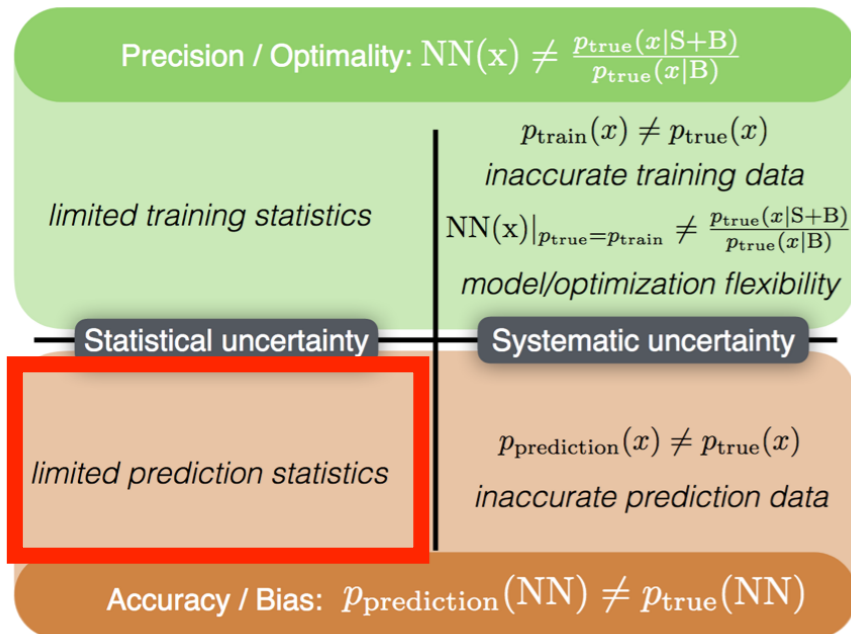 Precision / Optimality: NN(x) ≠ p_true(x|S+B) / p_true(x|B)
limited training statistics
p_train(x) ≠ p_true(x)
inaccurate training data
NN(x)|p_true=p_train ≠ p_true(x|S+B) / p_true(x|B)
model/optimization flexibility
Statistical uncertainty
Systematic uncertainty
limited prediction statistics
p_prediction(x) ≠ p_true(x)
inaccurate prediction data
Accuracy / Bias: p_prediction(NN) ≠ p_true(NN)